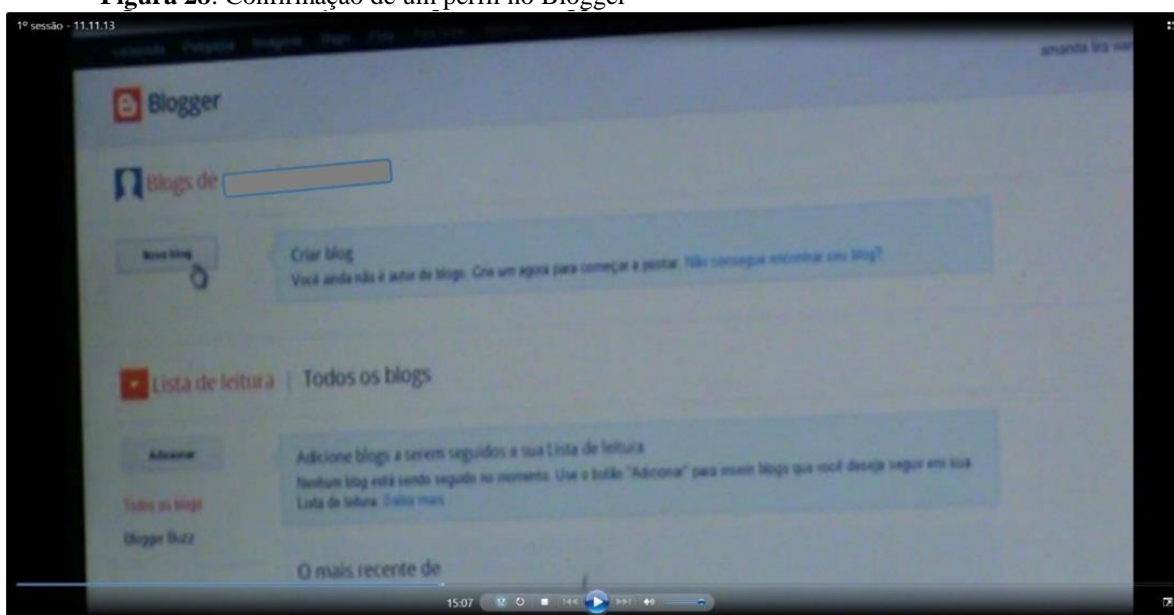 Figura 28: Confirmação de um perfil no Blogger
1º sessão - 11.11.13
amanda lira
Blogger
Blogs de
Novo blog
Criar blog
Você ainda não é autor de blogs. Crie um agora para começar a postar. Não consegue encontrar seu blog?
Lista de leitura | Todos os blogs
Adicionar
Adicione blogs a serem seguidos a sua Lista de leitura
Nenhum blog está sendo seguido no momento. Use o botão "Adicionar" para inserir blogs que você deseja seguir em sua
Lista de leitura. Saiba mais
Todos os blogs
Blogger Buzz
O mais recente de
15:07